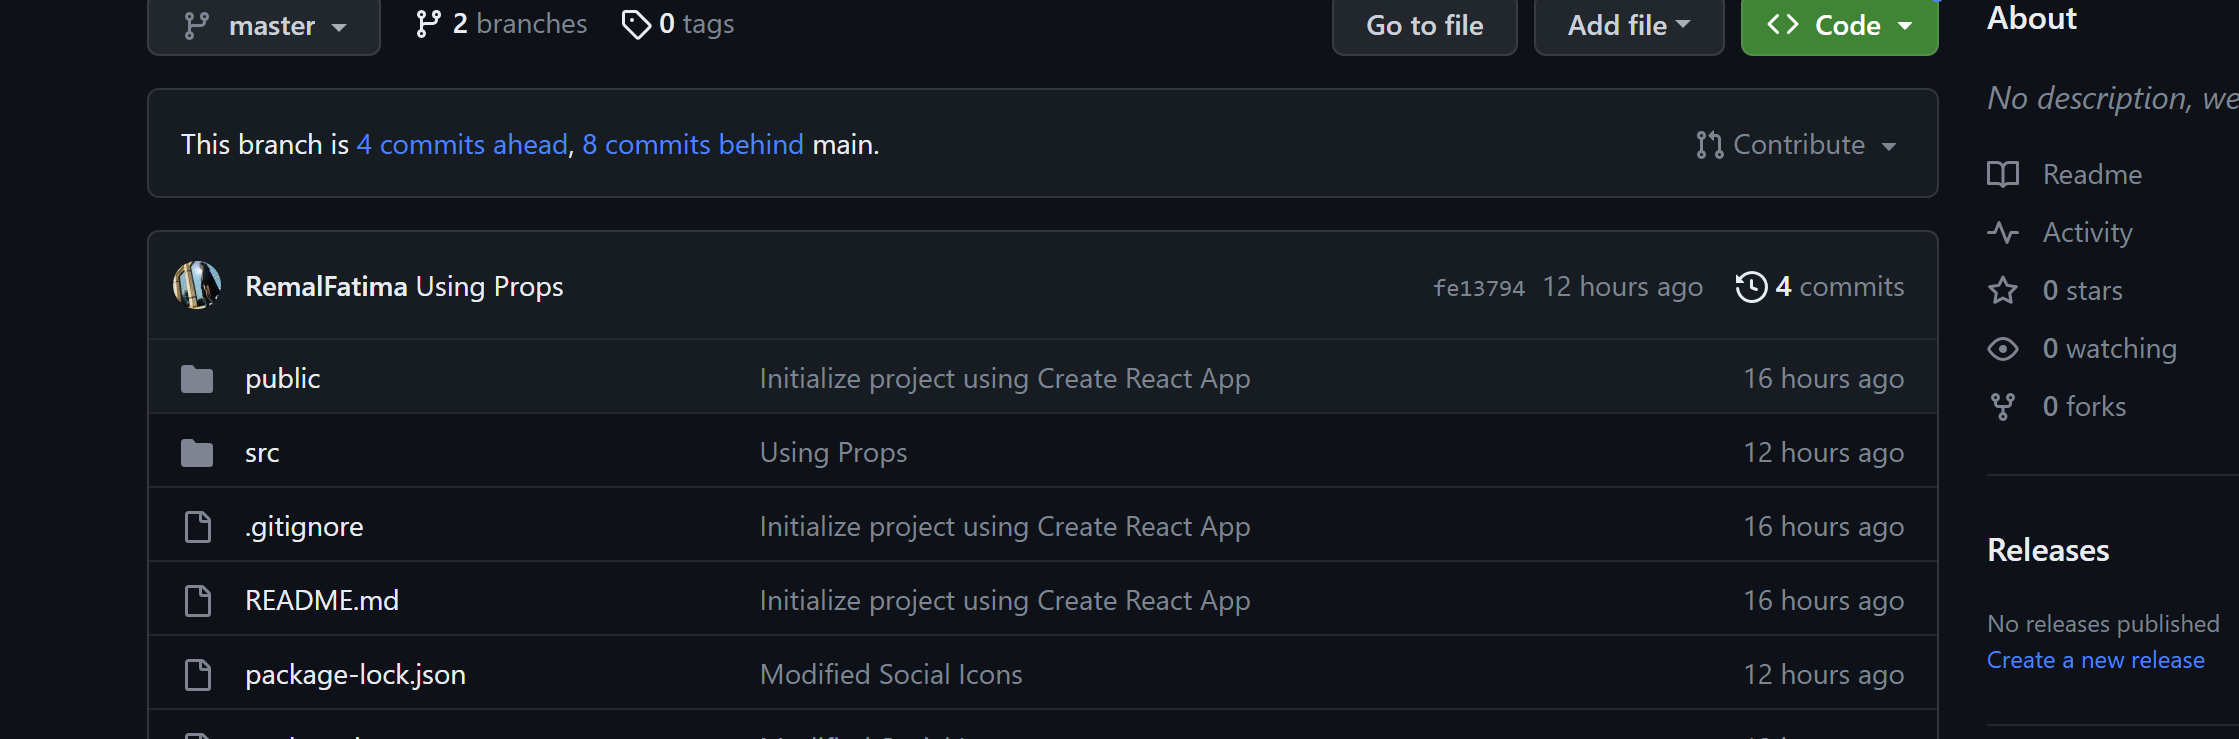 master 2 branches 0 tags Go to file Add file Code
This branch is 4 commits ahead, 8 commits behind main. Contribute
RemalFatima Using Props fe13794 12 hours ago 4 commits
public Initialize project using Create React App 16 hours ago
src Using Props 12 hours ago
.gitignore Initialize project using Create React App 16 hours ago
README.md Initialize project using Create React App 16 hours ago
package-lock.json Modified Social Icons 12 hours ago
About
No description, we
Readme
Activity
0 stars
0 watching
0 forks
Releases
No releases published
Create a new release